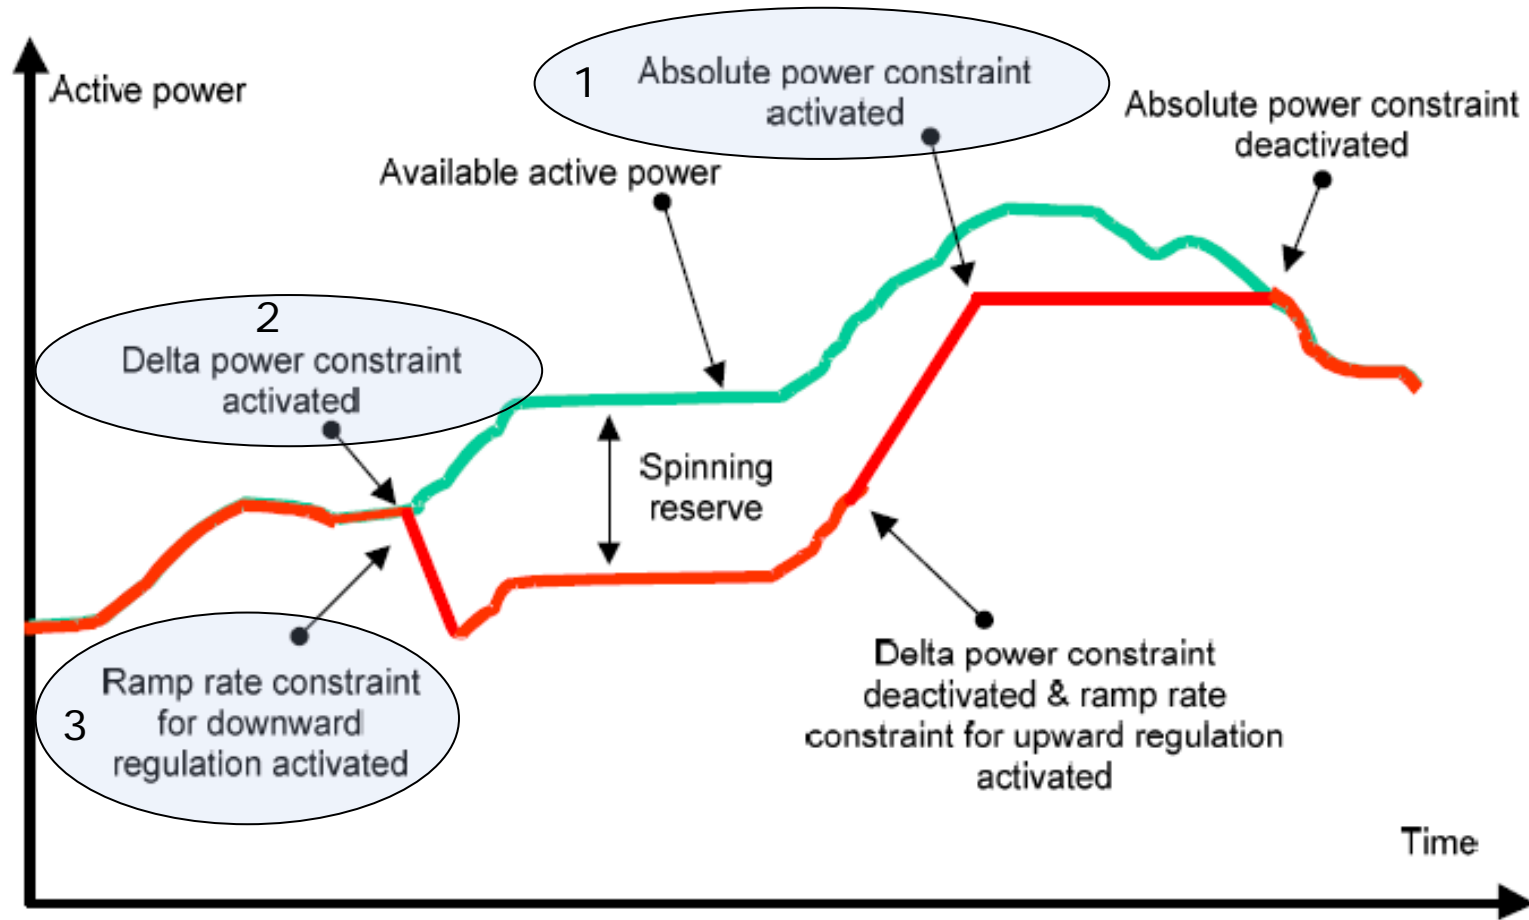 Active power
1
Absolute power constraint
activated
Absolute power constraint
deactivated
Available active power
2
Delta power constraint
activated
Spinning
reserve
3
Ramp rate constraint
for downward
regulation activated
Delta power constraint
deactivated & ramp rate
constraint for upward regulation
activated
Time